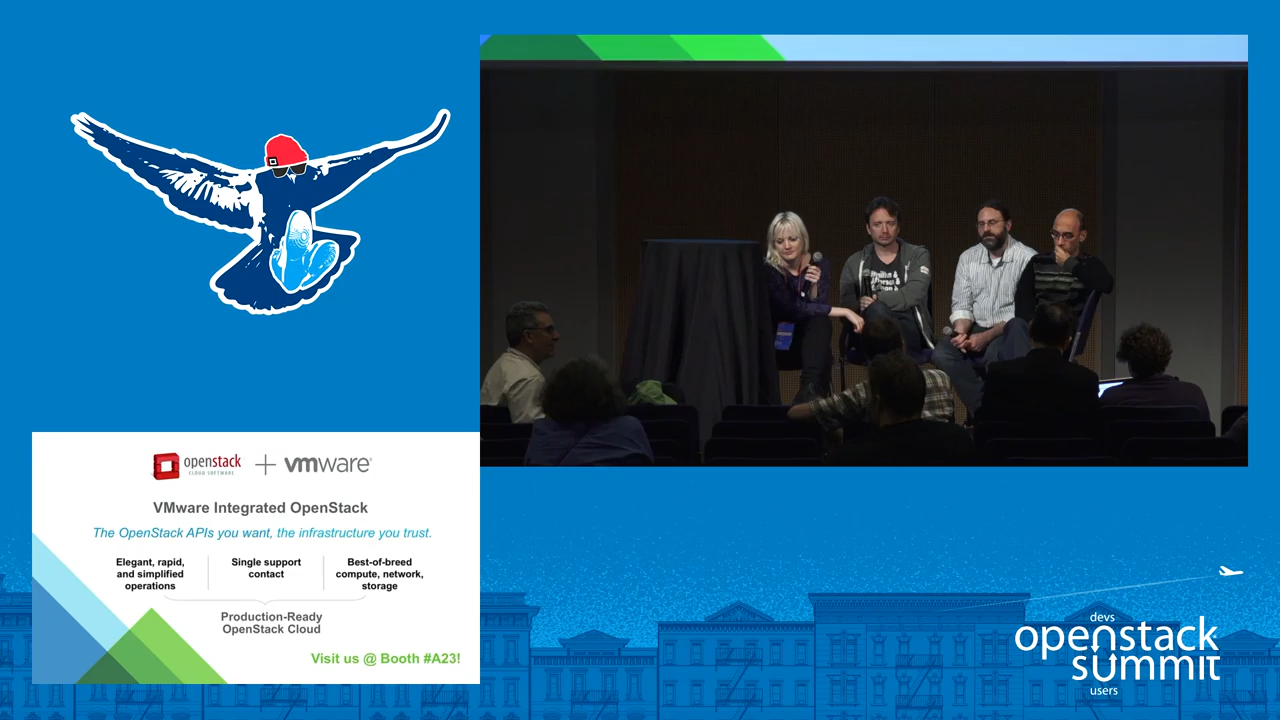 openstack
CLOUD SOFTWARE
vmware
VMware Integrated OpenStack
The OpenStack APIs you want, the infrastructure you trust.
Elegant, rapid,
and simplified
operations
Single support
contact
Best-of-breed
compute, network,
storage
Production-Ready
OpenStack Cloud
Visit us @ Booth #A23!
devs
openstack
summit
users